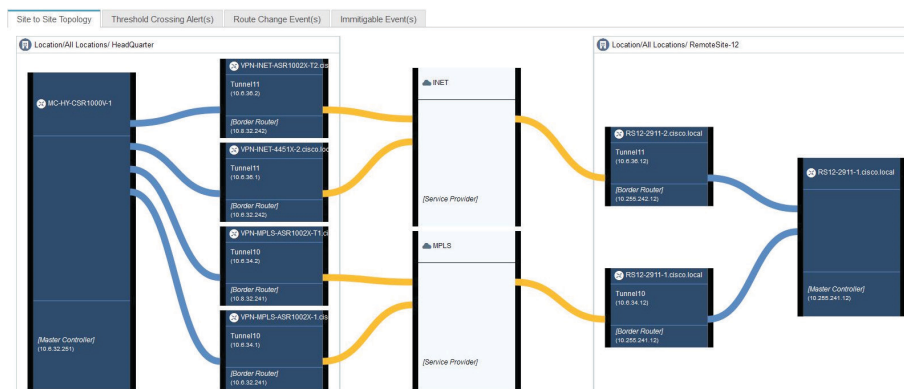 Site to Site Topology
Threshold Crossing Alert(s)
Route Change Event(s)
Immitigable Event(s)
Location/All Locations/ HeadQuarter
MC-HY-CSR1000V-1
[Master Controller]
(10.6.32.251)
VPN-INET-ASR1002X-T2.cis
Tunnel11
(10.6.36.2)
[Border Router]
(10.8.32.242)
VPN-INET-4451X-2.cisco.loc
Tunnel11
(10.6.36.1)
[Border Router]
(10.6.32.242)
VPN-MPLS-ASR1002X-T1.cis
Tunnel10
(10.6.34.2)
[Border Router]
(10.8.32.241)
VPN-MPLS-ASR1002X-1.cis
Tunnel10
(10.6.34.1)
[Border Router]
(10.6.32.241)
INET
[Service Provider]
MPLS
[Service Provider]
Location/All Locations/ RemoteSite-12
RS12-2911-2.cisco.local
Tunnel11
(10.6.36.12)
[Border Router]
(10.255.242.12)
RS12-2911-1.cisco.local
Tunnel10
(10.6.34.12)
[Border Router]
(10.255.241.12)
RS12-2911-1.cisco.local
[Master Controller]
(10.255.241.12)